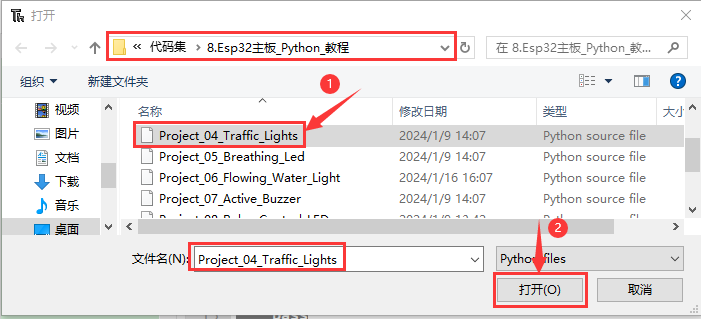 打开
« 代码集 › 8.Esp32主板_Python_教程
在 8.Esp32主板_Python_教...
组织 新建文件夹
名称 修改日期 类型 大小
视频
图片
文档
下载
音乐
桌面
1
Project_04_Traffic_Lights 2024/1/9 14:07 Python source file
Project_05_Breathing_Led 2024/1/9 14:07 Python source file
Project_06_Flowing_Water_Light 2024/1/16 16:07 Python source file
Project_07_Active_Buzzer 2024/1/9 14:07 Python source file
2
文件名(N): Project_04_Traffic_Lights Python files
打开(O) 取消